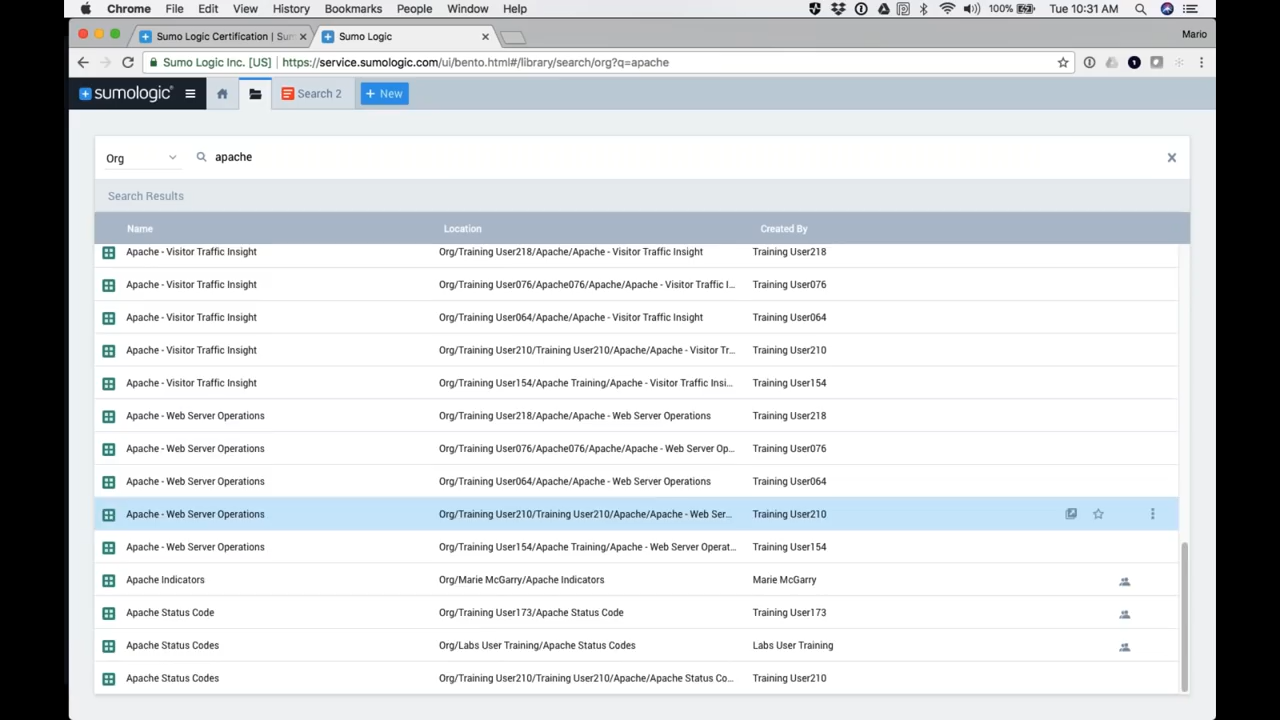 Chrome File Edit View History Bookmarks People Window Help 100% Tue 10:31 AM
Sumo Logic Certification | Sum Sumo Logic Mario
Sumo Logic Inc. [US] https://service.sumologic.com/ui/bento.html#/library/search/org?q=apache
sumologic Search 2 + New
Org apache
Search Results
Name Location Created By
Apache - Visitor Traffic Insight Org/Training User218/Apache/Apache - Visitor Traffic Insight Training User218
Apache - Visitor Traffic Insight Org/Training User076/Apache076/Apache/Apache - Visitor Traffic I... Training User076
Apache - Visitor Traffic Insight Org/Training User064/Apache/Apache - Visitor Traffic Insight Training User064
Apache - Visitor Traffic Insight Org/Training User210/Training User210/Apache/Apache - Visitor Tr... Training User210
Apache - Visitor Traffic Insight Org/Training User154/Apache Training/Apache - Visitor Traffic Insi... Training User154
Apache - Web Server Operations Org/Training User218/Apache/Apache - Web Server Operations Training User218
Apache - Web Server Operations Org/Training User076/Apache076/Apache/Apache - Web Server Op... Training User076
Apache - Web Server Operations Org/Training User064/Apache/Apache - Web Server Operations Training User064
Apache - Web Server Operations Org/Training User210/Training User210/Apache/Apache - Web Ser... Training User210
Apache - Web Server Operations Org/Training User154/Apache Training/Apache - Web Server Operat... Training User154
Apache Indicators Org/Marie McGarry/Apache Indicators Marie McGarry
Apache Status Code Org/Training User173/Apache Status Code Training User173
Apache Status Codes Org/Labs User Training/Apache Status Codes Labs User Training
Apache Status Codes Org/Training User210/Training User210/Apache/Apache Status Co... Training User210